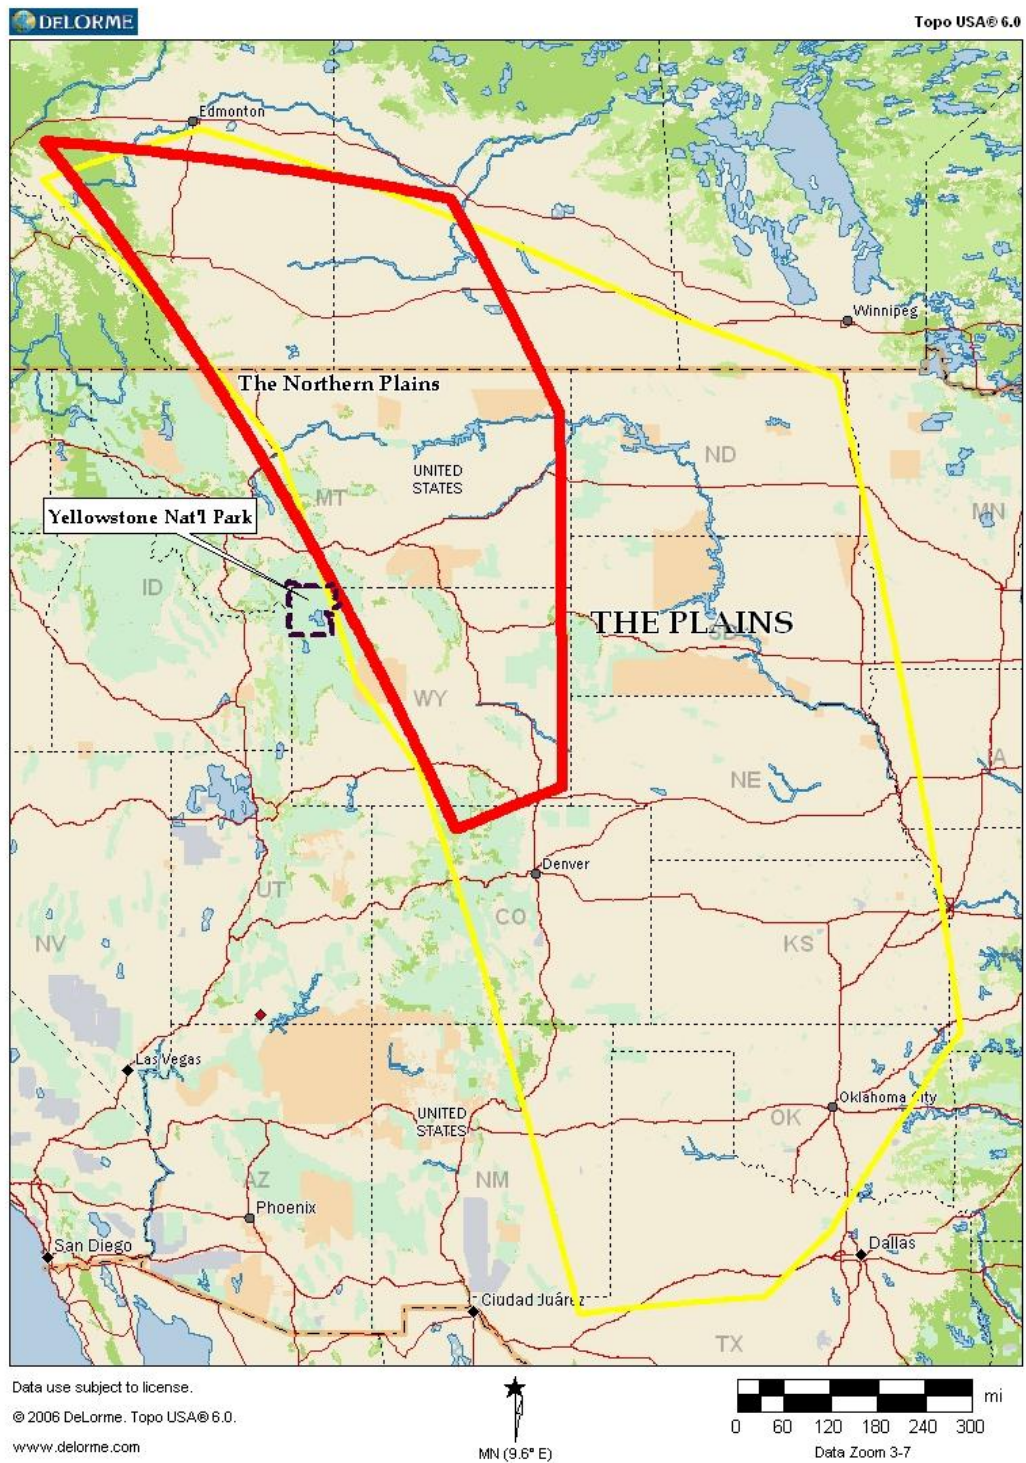 DELORME
Topo USA® 6.0
Edmonton
Winnipeg
The Northern Plains
UNITED
STATES
ND
MT
Yellowstone Nat'l Park
MN
ID
THE PLAINS
SD
WY
NE
IA
Denver
UT
CO
NV
KS
Las Vegas
Oklahoma City
UNITED
STATES
OK
AZ
NM
Phoenix
San Diego
Dallas
Ciudad Juárez
TX
Data use subject to license.
© 2006 DeLorme. Topo USA® 6.0.
www.delorme.com
MN (9.6° E)
mi
0 60 120 180 240 300
Data Zoom 3-7